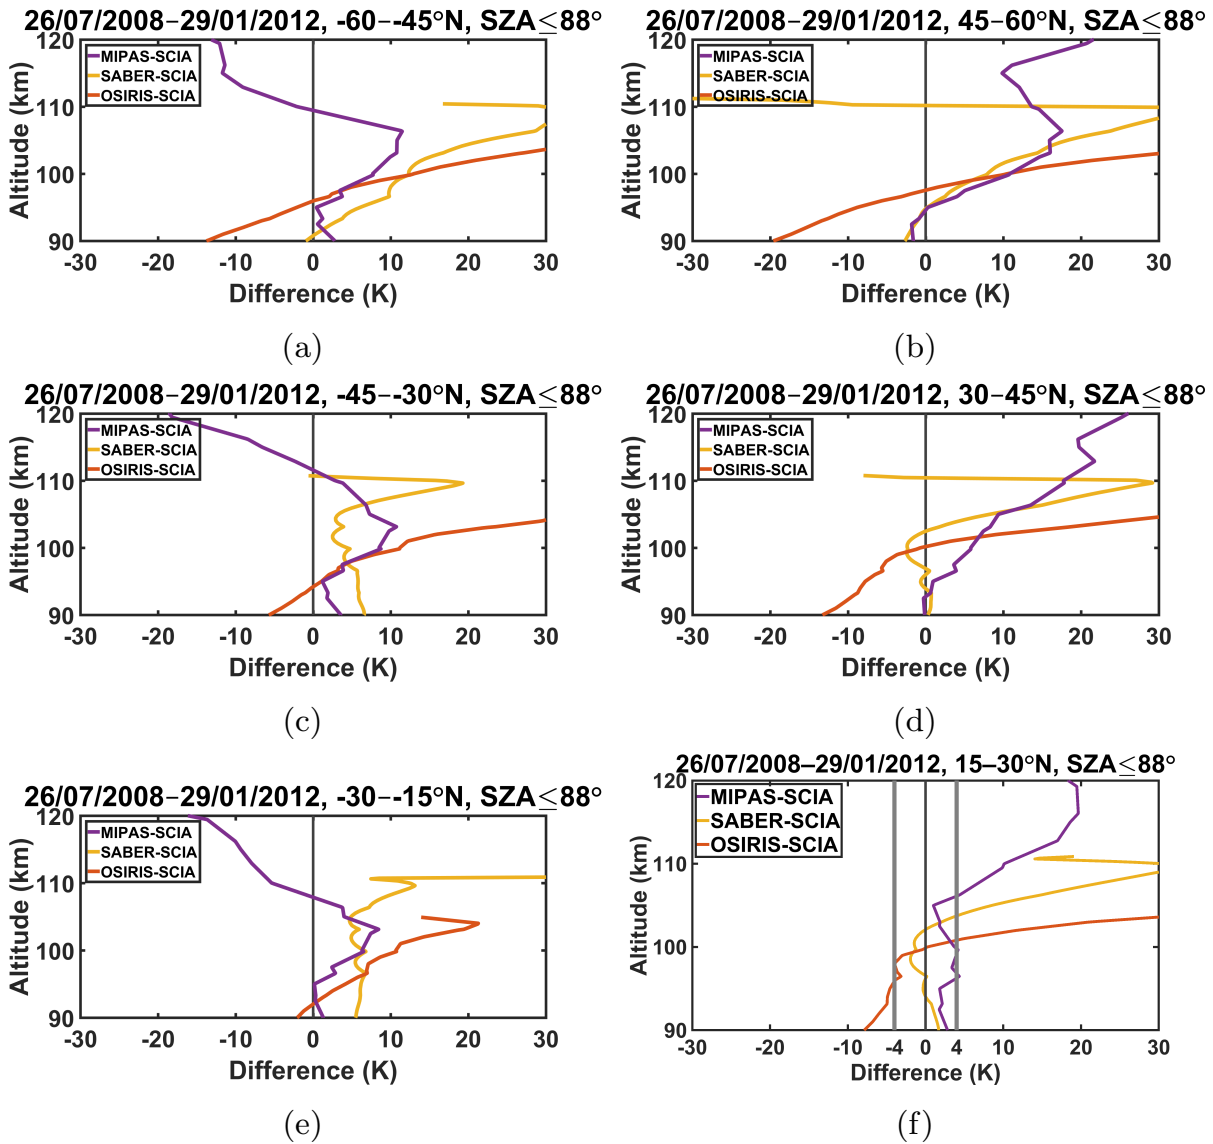 26/07/2008–29/01/2012, -60–-45°N, SZA≤88°
120
110
100
90
Altitude (km)
MIPAS-SCIA
SABER-SCIA
OSIRIS-SCIA
-30 -20 -10 0 10 20 30
Difference (K)
(a)
26/07/2008–29/01/2012, 45–60°N, SZA≤88°
120
110
100
90
Altitude (km)
MIPAS-SCIA
SABER-SCIA
OSIRIS-SCIA
-30 -20 -10 0 10 20 30
Difference (K)
(b)
26/07/2008–29/01/2012, -45–-30°N, SZA≤88°
120
110
100
90
Altitude (km)
MIPAS-SCIA
SABER-SCIA
OSIRIS-SCIA
-30 -20 -10 0 10 20 30
Difference (K)
(c)
26/07/2008–29/01/2012, 30–45°N, SZA≤88°
120
110
100
90
Altitude (km)
MIPAS-SCIA
SABER-SCIA
OSIRIS-SCIA
-30 -20 -10 0 10 20 30
Difference (K)
(d)
26/07/2008–29/01/2012, -30–-15°N, SZA≤88°
120
110
100
90
Altitude (km)
MIPAS-SCIA
SABER-SCIA
OSIRIS-SCIA
-30 -20 -10 0 10 20 30
Difference (K)
(e)
26/07/2008–29/01/2012, 15–30°N, SZA≤88°
120
110
100
90
Altitude (km)
MIPAS-SCIA
SABER-SCIA
OSIRIS-SCIA
-30 -20 -10 -4 0 4 10 20 30
Difference (K)
(f)